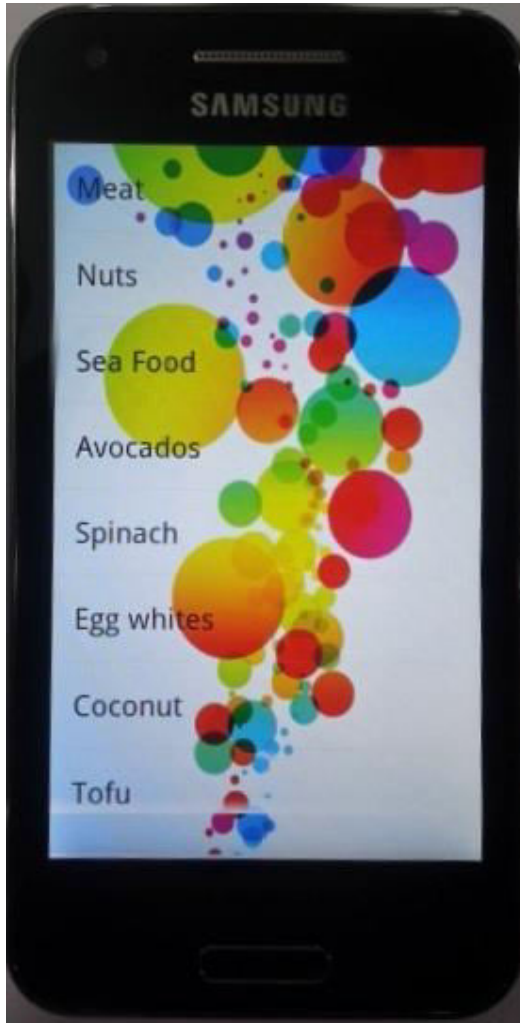 SAMSUNG
Meat
Nuts
Sea Food
Avocados
Spinach
Egg whites
Coconut
Tofu